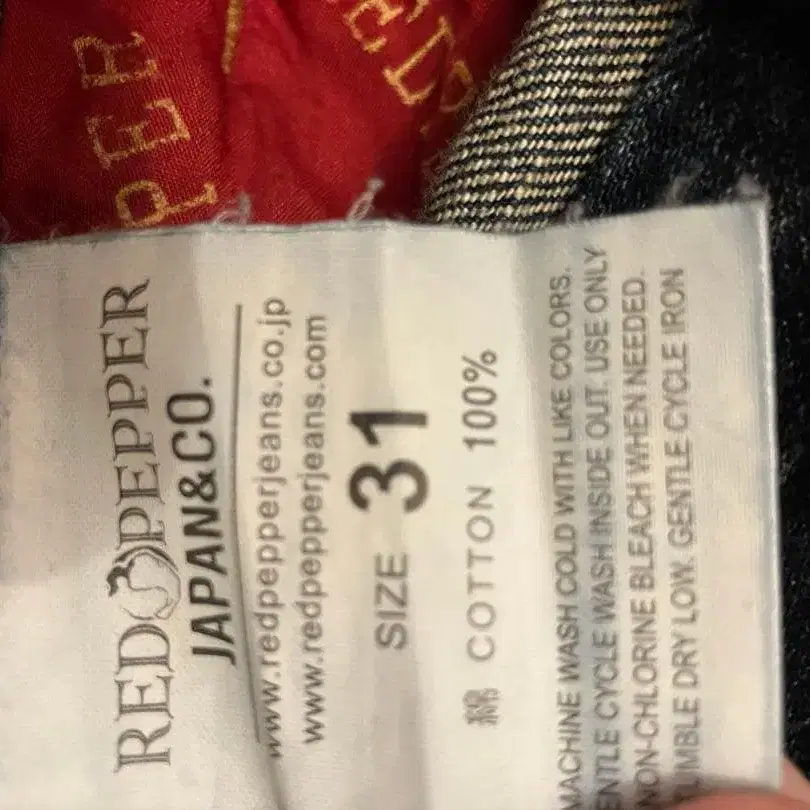 RED PEPPER
JAPAN&CO.
www.redpepperjeans.co.jp
www.redpepperjeans.com
SIZE 31
綿 COTTON 100%
MACHINE WASH COLD WITH LIKE COLORS.
ENTLE CYCLE WASH INSIDE OUT. USE ONLY
NON-CHLORINE BLEACH WHEN NEEDED.
TUMBLE DRY LOW. GENTLE CYCLE IRON
PER